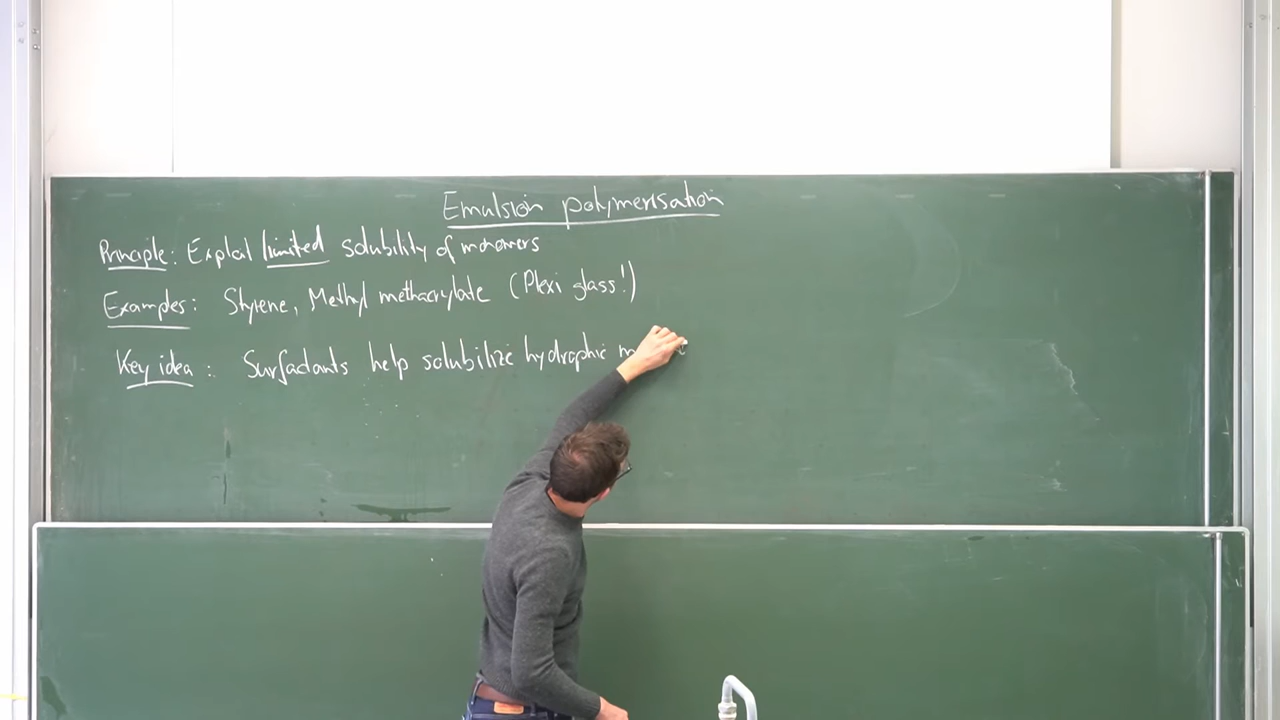 Emulsion polymerisation
Principle: Exploit limited solubility of monomers
Examples: Styrene, Methyl methacrylate (Plexi glass!)
Key idea: Surfactants help solubilize hydrophic